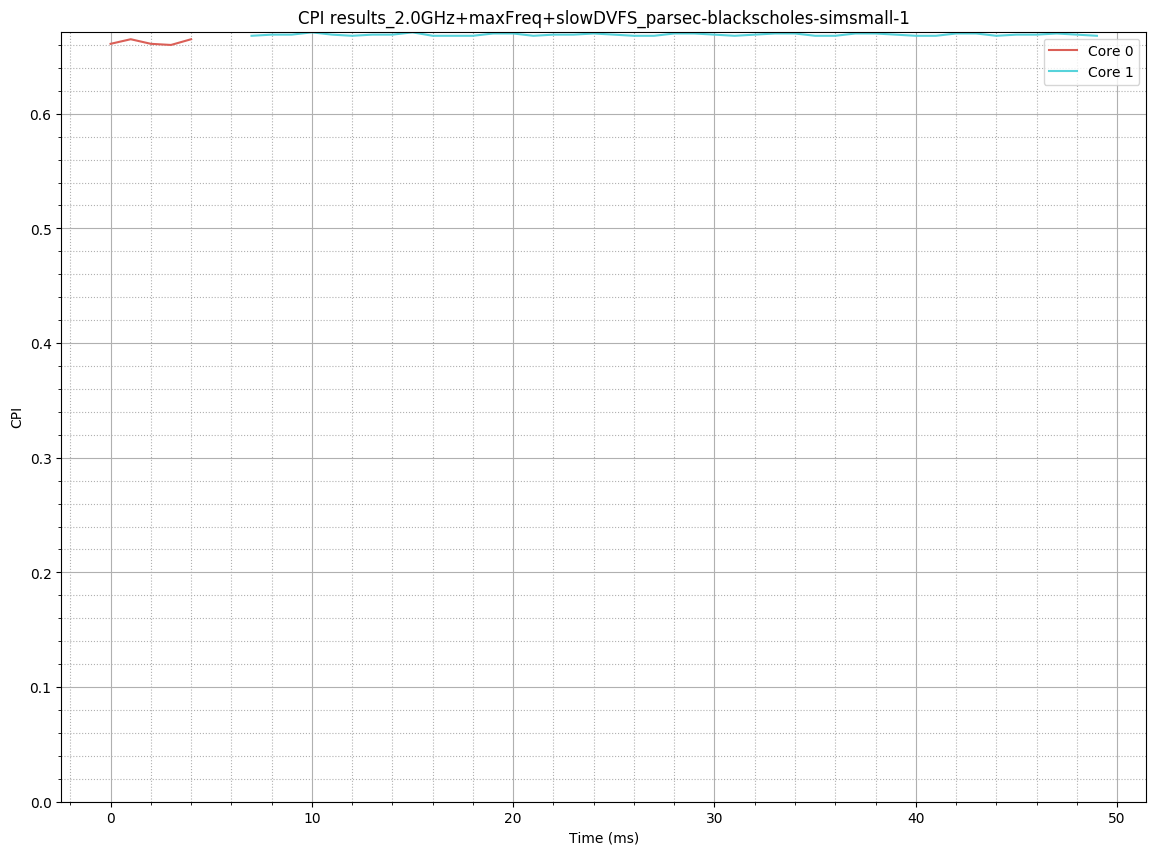 CPI results_2.0GHz+maxFreq+slowDVFS_parsec-blackscholes-simsmall-1
Core 0
Core 1
0.6
0.5
0.4
0.3
0.2
0.1
0.0
CPI
0 10 20 30 40 50
Time (ms)